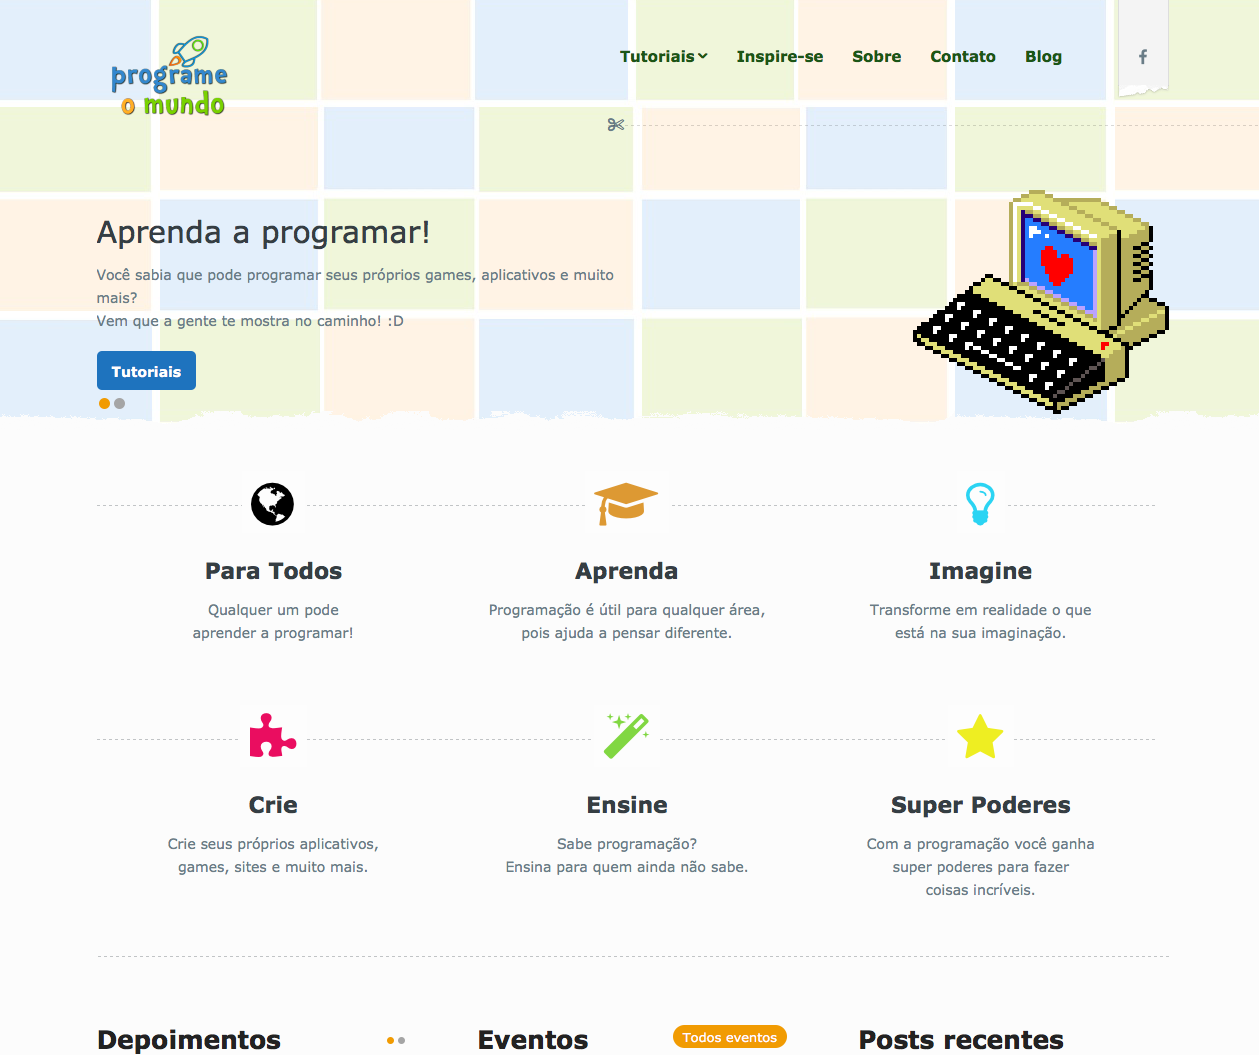 programe
o mundo
Tutoriais
Inspire-se
Sobre
Contato
Blog
Aprenda a programar!
Você sabia que pode programar seus próprios games, aplicativos e muito
mais?
Vem que a gente te mostra no caminho! :D
Tutoriais
Para Todos
Qualquer um pode
aprender a programar!
Aprenda
Programação é útil para qualquer área,
pois ajuda a pensar diferente.
Imagine
Transforme em realidade o que
está na sua imaginação.
Crie
Crie seus próprios aplicativos,
games, sites e muito mais.
Ensine
Sabe programação?
Ensina para quem ainda não sabe.
Super Poderes
Com a programação você ganha
super poderes para fazer
coisas incríveis.
Depoimentos
Eventos
Todos eventos
Posts recentes